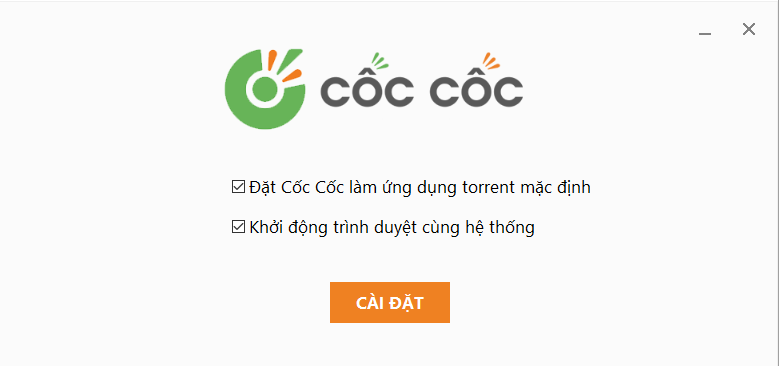 cốc cốc
Đặt Cốc Cốc làm ứng dụng torrent mặc định
Khởi động trình duyệt cùng hệ thống
CÀI ĐẶT